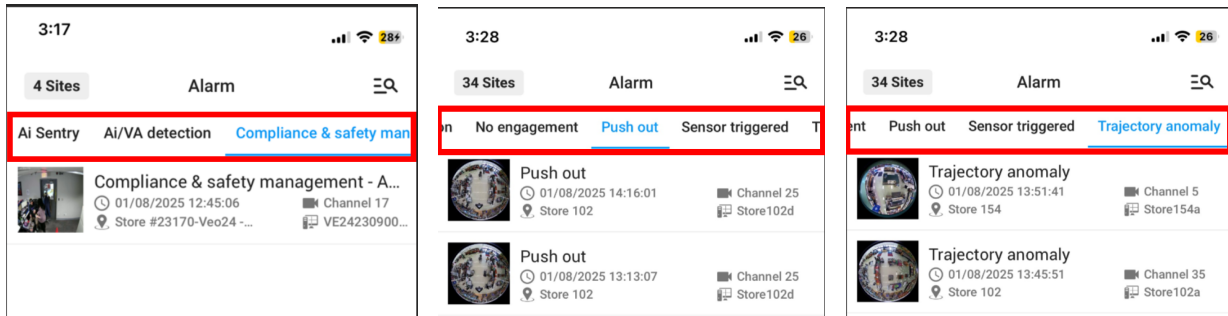 3:17
28
4 Sites
Alarm
Ai Sentry Ai/VA detection Compliance & safety man
Compliance & safety management - A...
01/08/2025 12:45:06 Channel 17
Store #23170-Veo24 -... VE24230900...
3:28
26
34 Sites
Alarm
on No engagement Push out Sensor triggered T
Push out
01/08/2025 14:16:01 Channel 25
Store 102 Store102d
Push out
01/08/2025 13:13:07 Channel 25
Store 102 Store102d
3:28
26
34 Sites
Alarm
ent Push out Sensor triggered Trajectory anomaly
Trajectory anomaly
01/08/2025 13:51:41 Channel 5
Store 154 Store154a
Trajectory anomaly
01/08/2025 13:45:51 Channel 35
Store 102 Store102a